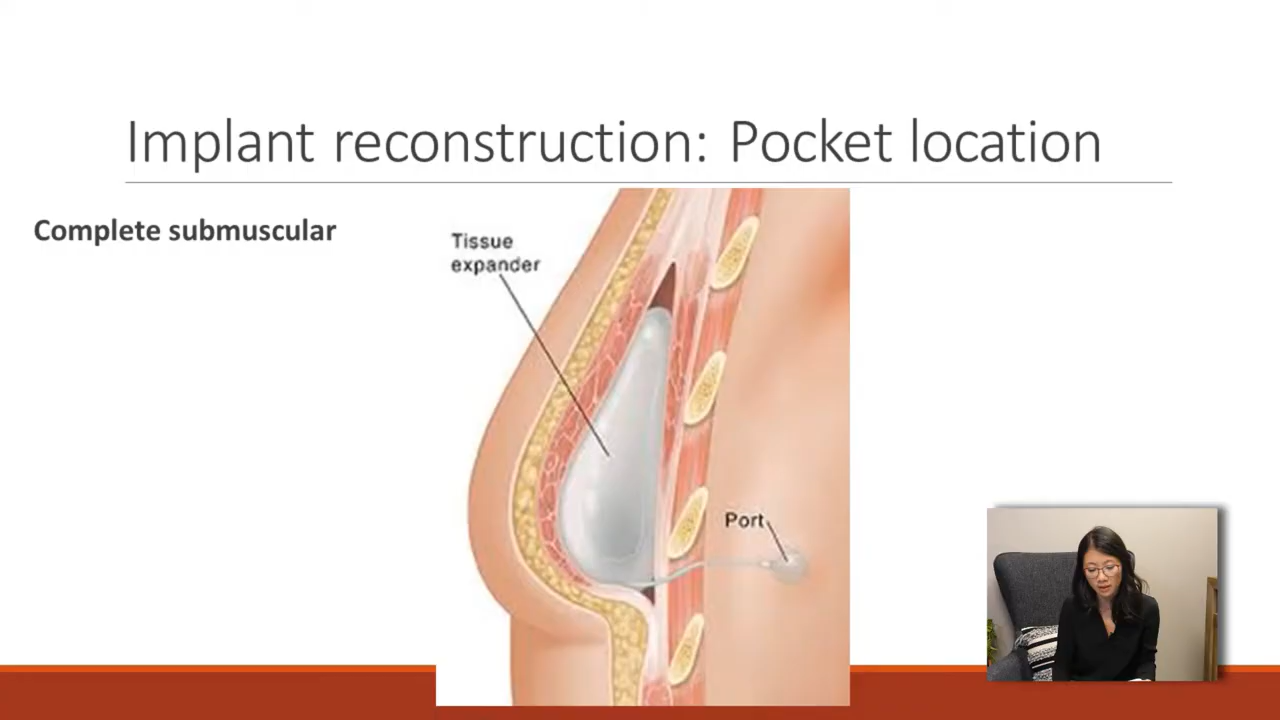 Implant reconstruction: Pocket location
Complete submuscular
Tissue
expander
Port